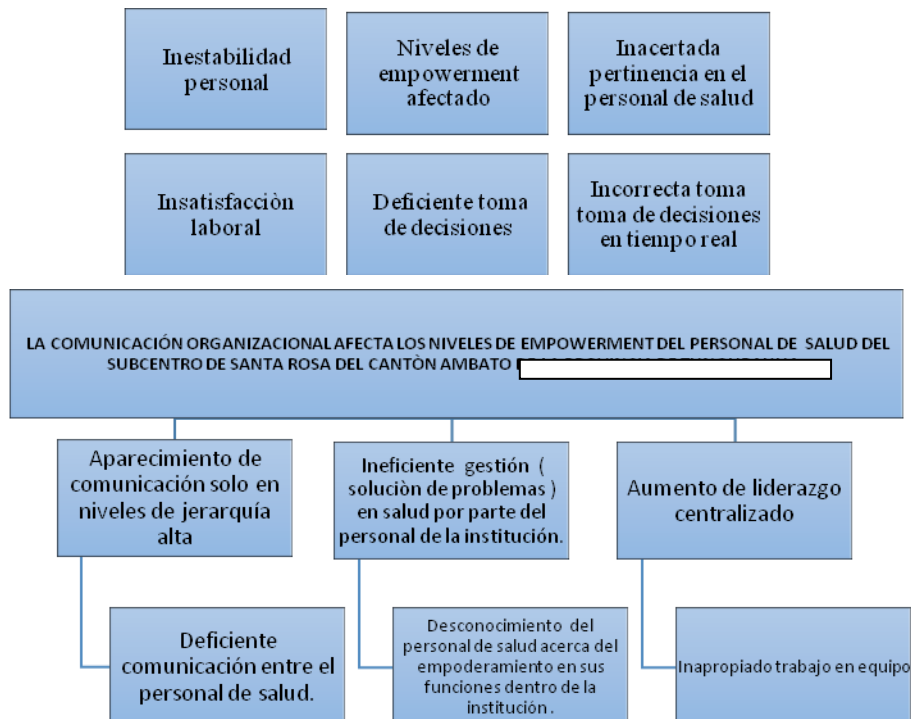 Inestabilidad
personal
Niveles de
empowerment
afectado
Inacertada
pertinencia en el
personal de salud
Insatisfacciòn
laboral
Deficiente toma
de decisiones
Incorrecta toma
toma de decisiones
en tiempo real
LA COMUNICACIÓN ORGANIZACIONAL AFECTA LOS NIVELES DE EMPOWERMENT DEL PERSONAL DE SALUD DEL
SUBCENTRO DE SANTA ROSA DEL CANTÒN AMBATO
Aparecimiento de
comunicación solo en
niveles de jerarquía
alta
Ineficiente gestión (
soluciòn de problemas )
en salud por parte del
personal de la institución.
Aumento de liderazgo
centralizado
Deficiente
comunicación entre el
personal de salud.
Desconocimiento del
personal de salud acerca del
empoderamiento en sus
funciones dentro de la
institución .
Inapropiado trabajo en equipo